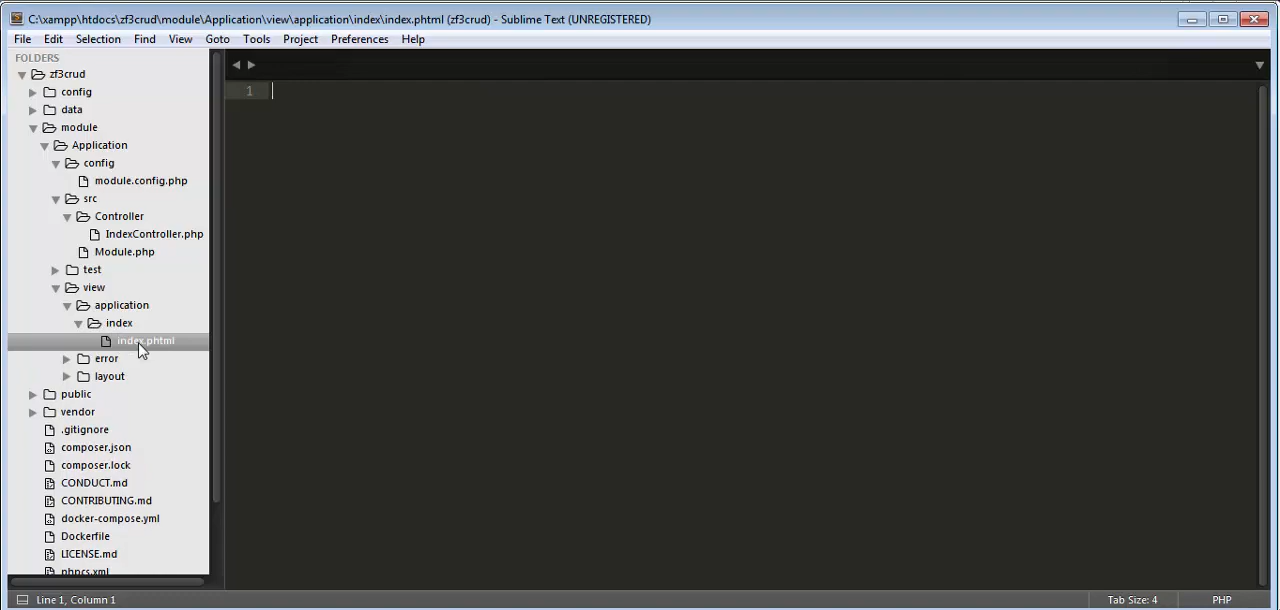 C:\xampp\htdocs\zf3crud\module\Application\view\application\index\index.phtml (zf3crud) - Sublime Text (UNREGISTERED)
File Edit Selection Find View Goto Tools Project Preferences Help
FOLDERS
zf3crud
config
data
module
Application
config
module.config.php
src
Controller
IndexController.php
Module.php
test
view
application
index
index.phtml
error
layout
public
vendor
.gitignore
composer.json
composer.lock
CONDUCT.md
CONTRIBUTING.md
docker-compose.yml
Dockerfile
LICENSE.md
phpcs.xml
1
Line 1, Column 1
Tab Size: 4
PHP